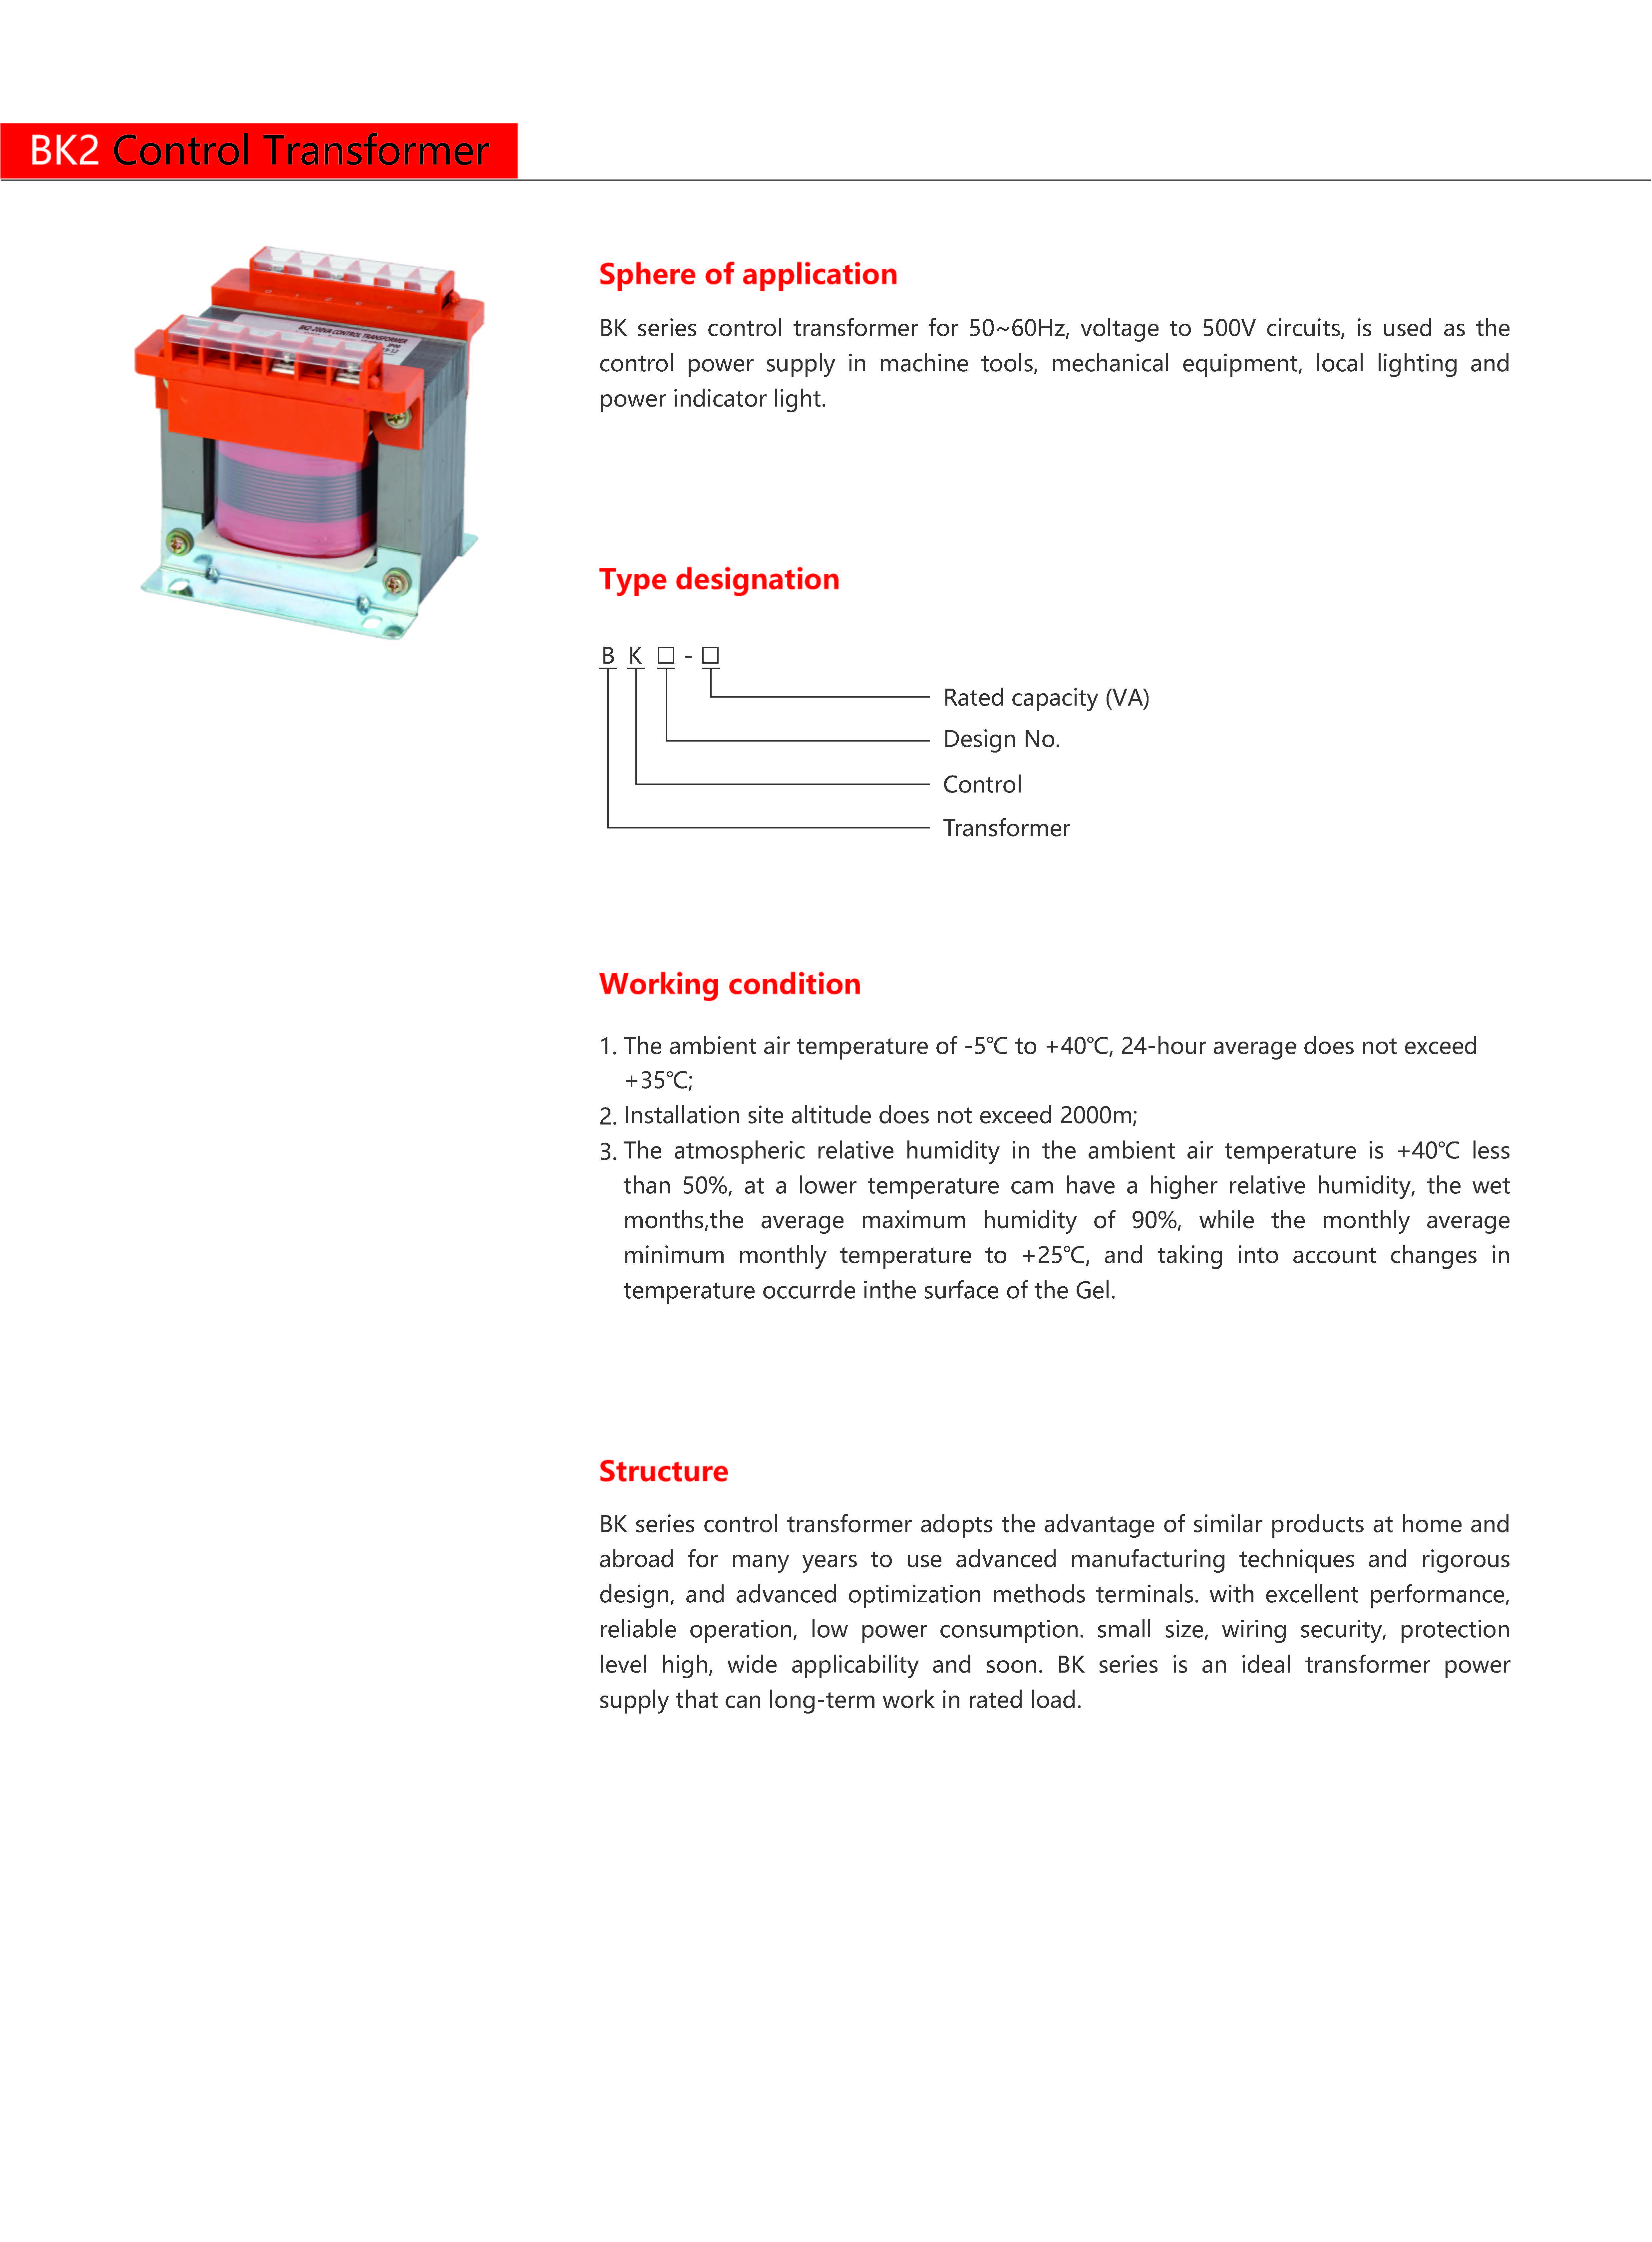 BK2 Control Transformer
BK2-200VA CONTROL TRANSFORMER
Sphere of application
BK series control transformer for 50~60Hz, voltage to 500V circuits, is used as the
control power supply in machine tools, mechanical equipment, local lighting and
power indicator light.
Type designation
B K □ - □
Rated capacity (VA)
Design No.
Control
Transformer
Working condition
1. The ambient air temperature of -5℃ to +40℃, 24-hour average does not exceed
+35℃;
2. Installation site altitude does not exceed 2000m;
3. The atmospheric relative humidity in the ambient air temperature is +40℃ less
than 50%, at a lower temperature cam have a higher relative humidity, the wet
months,the average maximum humidity of 90%, while the monthly average
minimum monthly temperature to +25℃, and taking into account changes in
temperature occurrde inthe surface of the Gel.
Structure
BK series control transformer adopts the advantage of similar products at home and
abroad for many years to use advanced manufacturing techniques and rigorous
design, and advanced optimization methods terminals. with excellent performance,
reliable operation, low power consumption. small size, wiring security, protection
level high, wide applicability and soon. BK series is an ideal transformer power
supply that can long-term work in rated load.